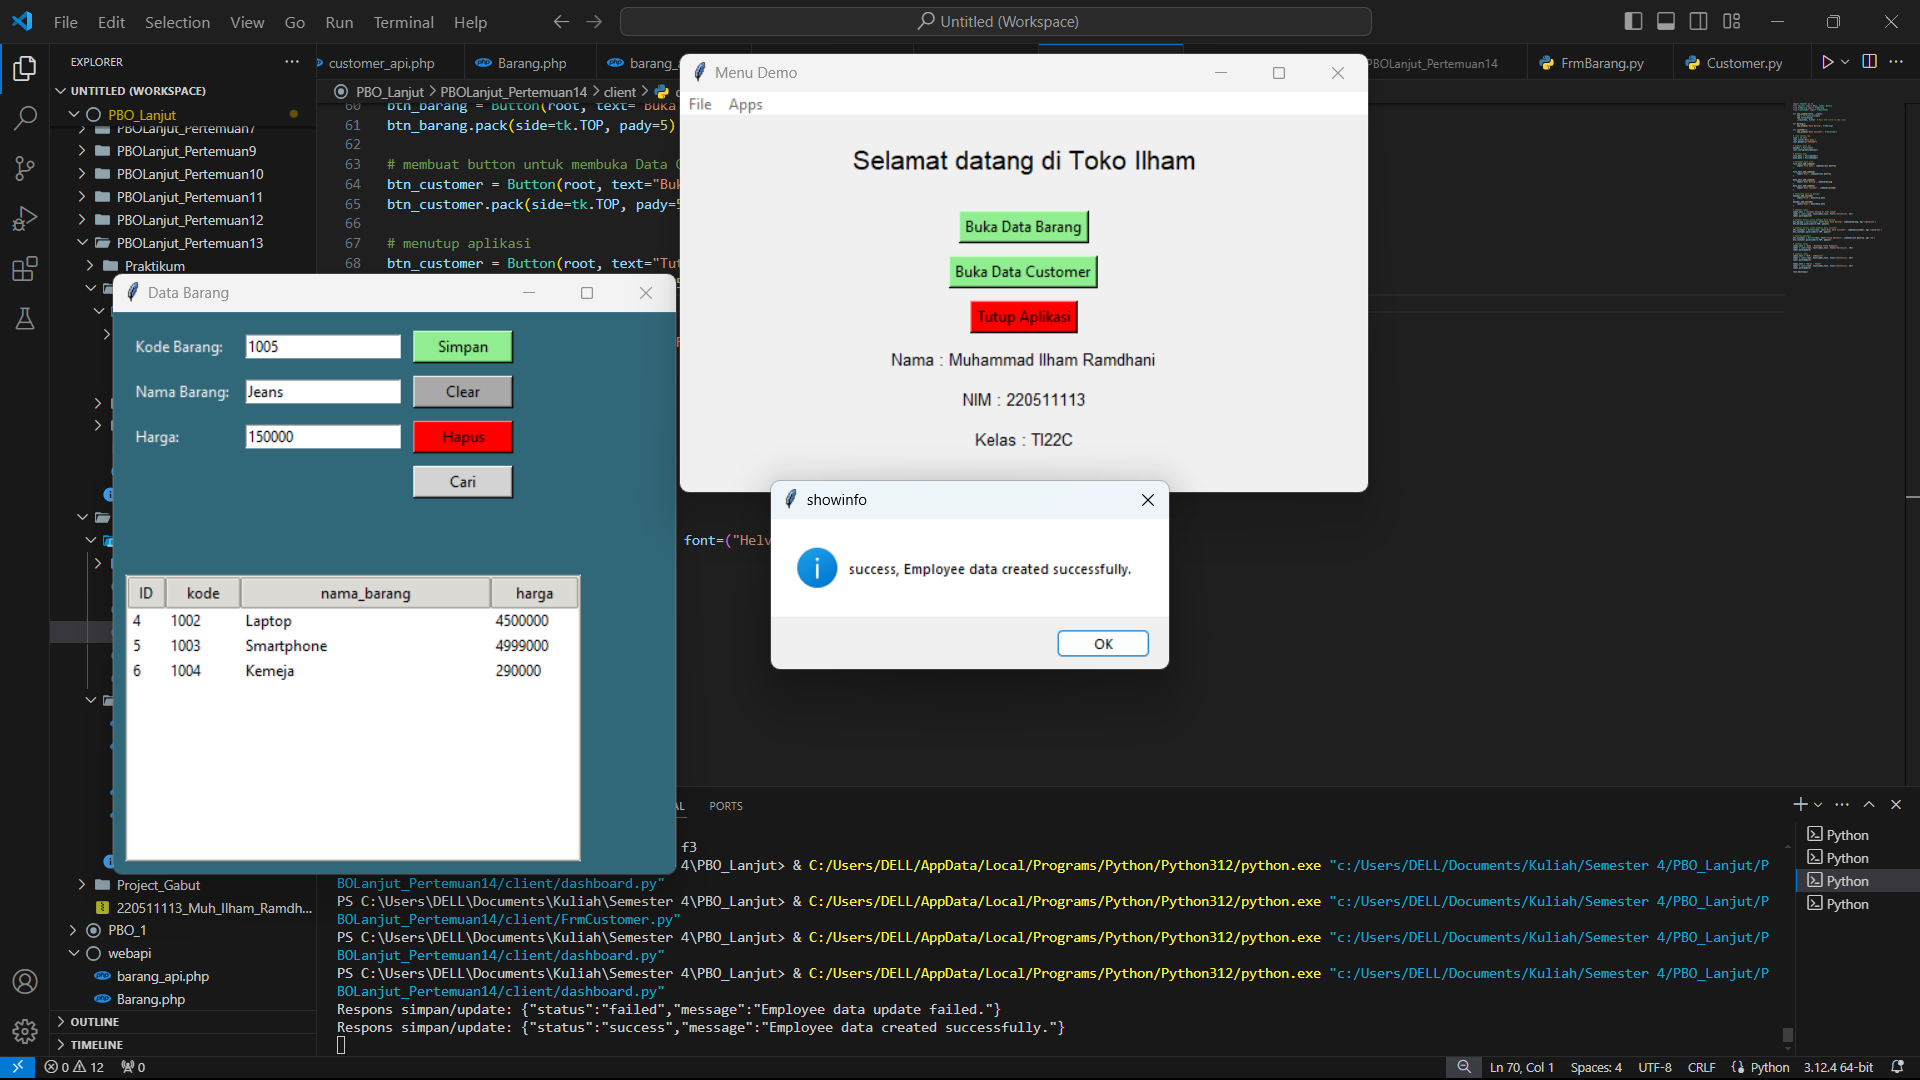 File Edit Selection View Go Run Terminal Help
Untitled (Workspace)
EXPLORER
UNTITLED (WORKSPACE)
PBO_Lanjut
PBOLanjut_Pertemuan7
PBOLanjut_Pertemuan9
PBOLanjut_Pertemuan10
PBOLanjut_Pertemuan11
PBOLanjut_Pertemuan12
PBOLanjut_Pertemuan13
Praktikum
Project_Gabut
220511113_Muh_Ilham_Ramdh...
PBO_1
webapi
barang_api.php
Barang.php
OUTLINE
TIMELINE
customer_api.php
Barang.php
barang_
PBOLanjut_Pertemuan14
FrmBarang.py
Customer.py
PBO_Lanjut > PBOLanjut_Pertemuan14 > client >
60 btn_barang = Button(root, text="Buka
61 btn_barang.pack(side=tk.TOP, pady=5)
62
63 # membuat button untuk membuka Data
64 btn_customer = Button(root, text="Buk
65 btn_customer.pack(side=tk.TOP, pady=5
66
67 # menutup aplikasi
68 btn_customer = Button(root, text="Tut
font=("Helv
Menu Demo
File Apps
Selamat datang di Toko Ilham
Buka Data Barang
Buka Data Customer
Tutup Aplikasi
Nama : Muhammad Ilham Ramdhani
NIM : 220511113
Kelas : TI22C
Data Barang
Kode Barang: 1005 Simpan
Nama Barang: Jeans Clear
Harga: 150000 Hapus
Cari
ID kode nama_barang harga
4 1002 Laptop 4500000
5 1003 Smartphone 4999000
6 1004 Kemeja 290000
showinfo
success, Employee data created successfully.
OK
AL PORTS
f3
4\PBO_Lanjut> & C:/Users/DELL/AppData/Local/Programs/Python/Python312/python.exe "c:/Users/DELL/Documents/Kuliah/Semester 4/PBO_Lanjut/P
BOLanjut_Pertemuan14/client/dashboard.py"
PS C:\Users\DELL\Documents\Kuliah\Semester 4\PBO_Lanjut> & C:/Users/DELL/AppData/Local/Programs/Python/Python312/python.exe "c:/Users/DELL/Documents/Kuliah/Semester 4/PBO_Lanjut/P
BOLanjut_Pertemuan14/client/FrmCustomer.py"
PS C:\Users\DELL\Documents\Kuliah\Semester 4\PBO_Lanjut> & C:/Users/DELL/AppData/Local/Programs/Python/Python312/python.exe "c:/Users/DELL/Documents/Kuliah/Semester 4/PBO_Lanjut/P
BOLanjut_Pertemuan14/client/dashboard.py"
PS C:\Users\DELL\Documents\Kuliah\Semester 4\PBO_Lanjut> & C:/Users/DELL/AppData/Local/Programs/Python/Python312/python.exe "c:/Users/DELL/Documents/Kuliah/Semester 4/PBO_Lanjut/P
BOLanjut_Pertemuan14/client/dashboard.py"
Respons simpan/update: {"status":"failed","message":"Employee data update failed."}
Respons simpan/update: {"status":"success","message":"Employee data created successfully."}
Python
Python
Python
Python
0 12 0
Ln 70, Col 1 Spaces: 4 UTF-8 CRLF Python 3.12.4 64-bit